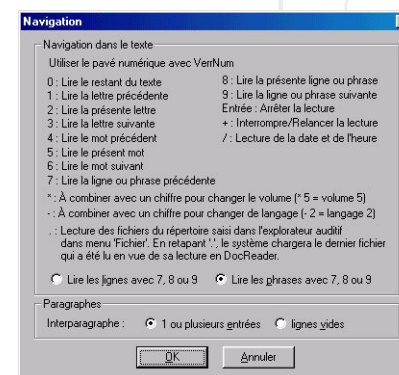 Navigation
Navigation dans le texte
Utiliser le pavé numérique avec VerrNum
0 : Lire le restant du texte
1 : Lire la lettre précédente
2 : Lire la présente lettre
3 : Lire la lettre suivante
4 : Lire le mot précédent
5 : Lire le présent mot
6 : Lire le mot suivant
7 : Lire la ligne ou phrase précédente
8 : Lire la présente ligne ou phrase
9 : Lire la ligne ou phrase suivante
Entrée : Arrêter la lecture
+ : Interrompre/Relancer la lecture
/ : Lecture de la date et de l'heure
* : À combiner avec un chiffre pour changer le volume (* 5 = volume 5)
- : À combiner avec un chiffre pour changer de langage (- 2 = langage 2)
. : Lecture des fichiers du répertoire saisi dans l'explorateur auditif
dans menu 'Fichier'. En retapant '.', le système chargera le dernier fichier
qui a été lu en vue de sa lecture en DocReader.
Lire les lignes avec 7, 8 ou 9 Lire les phrases avec 7, 8 ou 9
Paragraphes
Interparagraphe : 1 ou plusieurs entrées lignes vides
OK Annuler